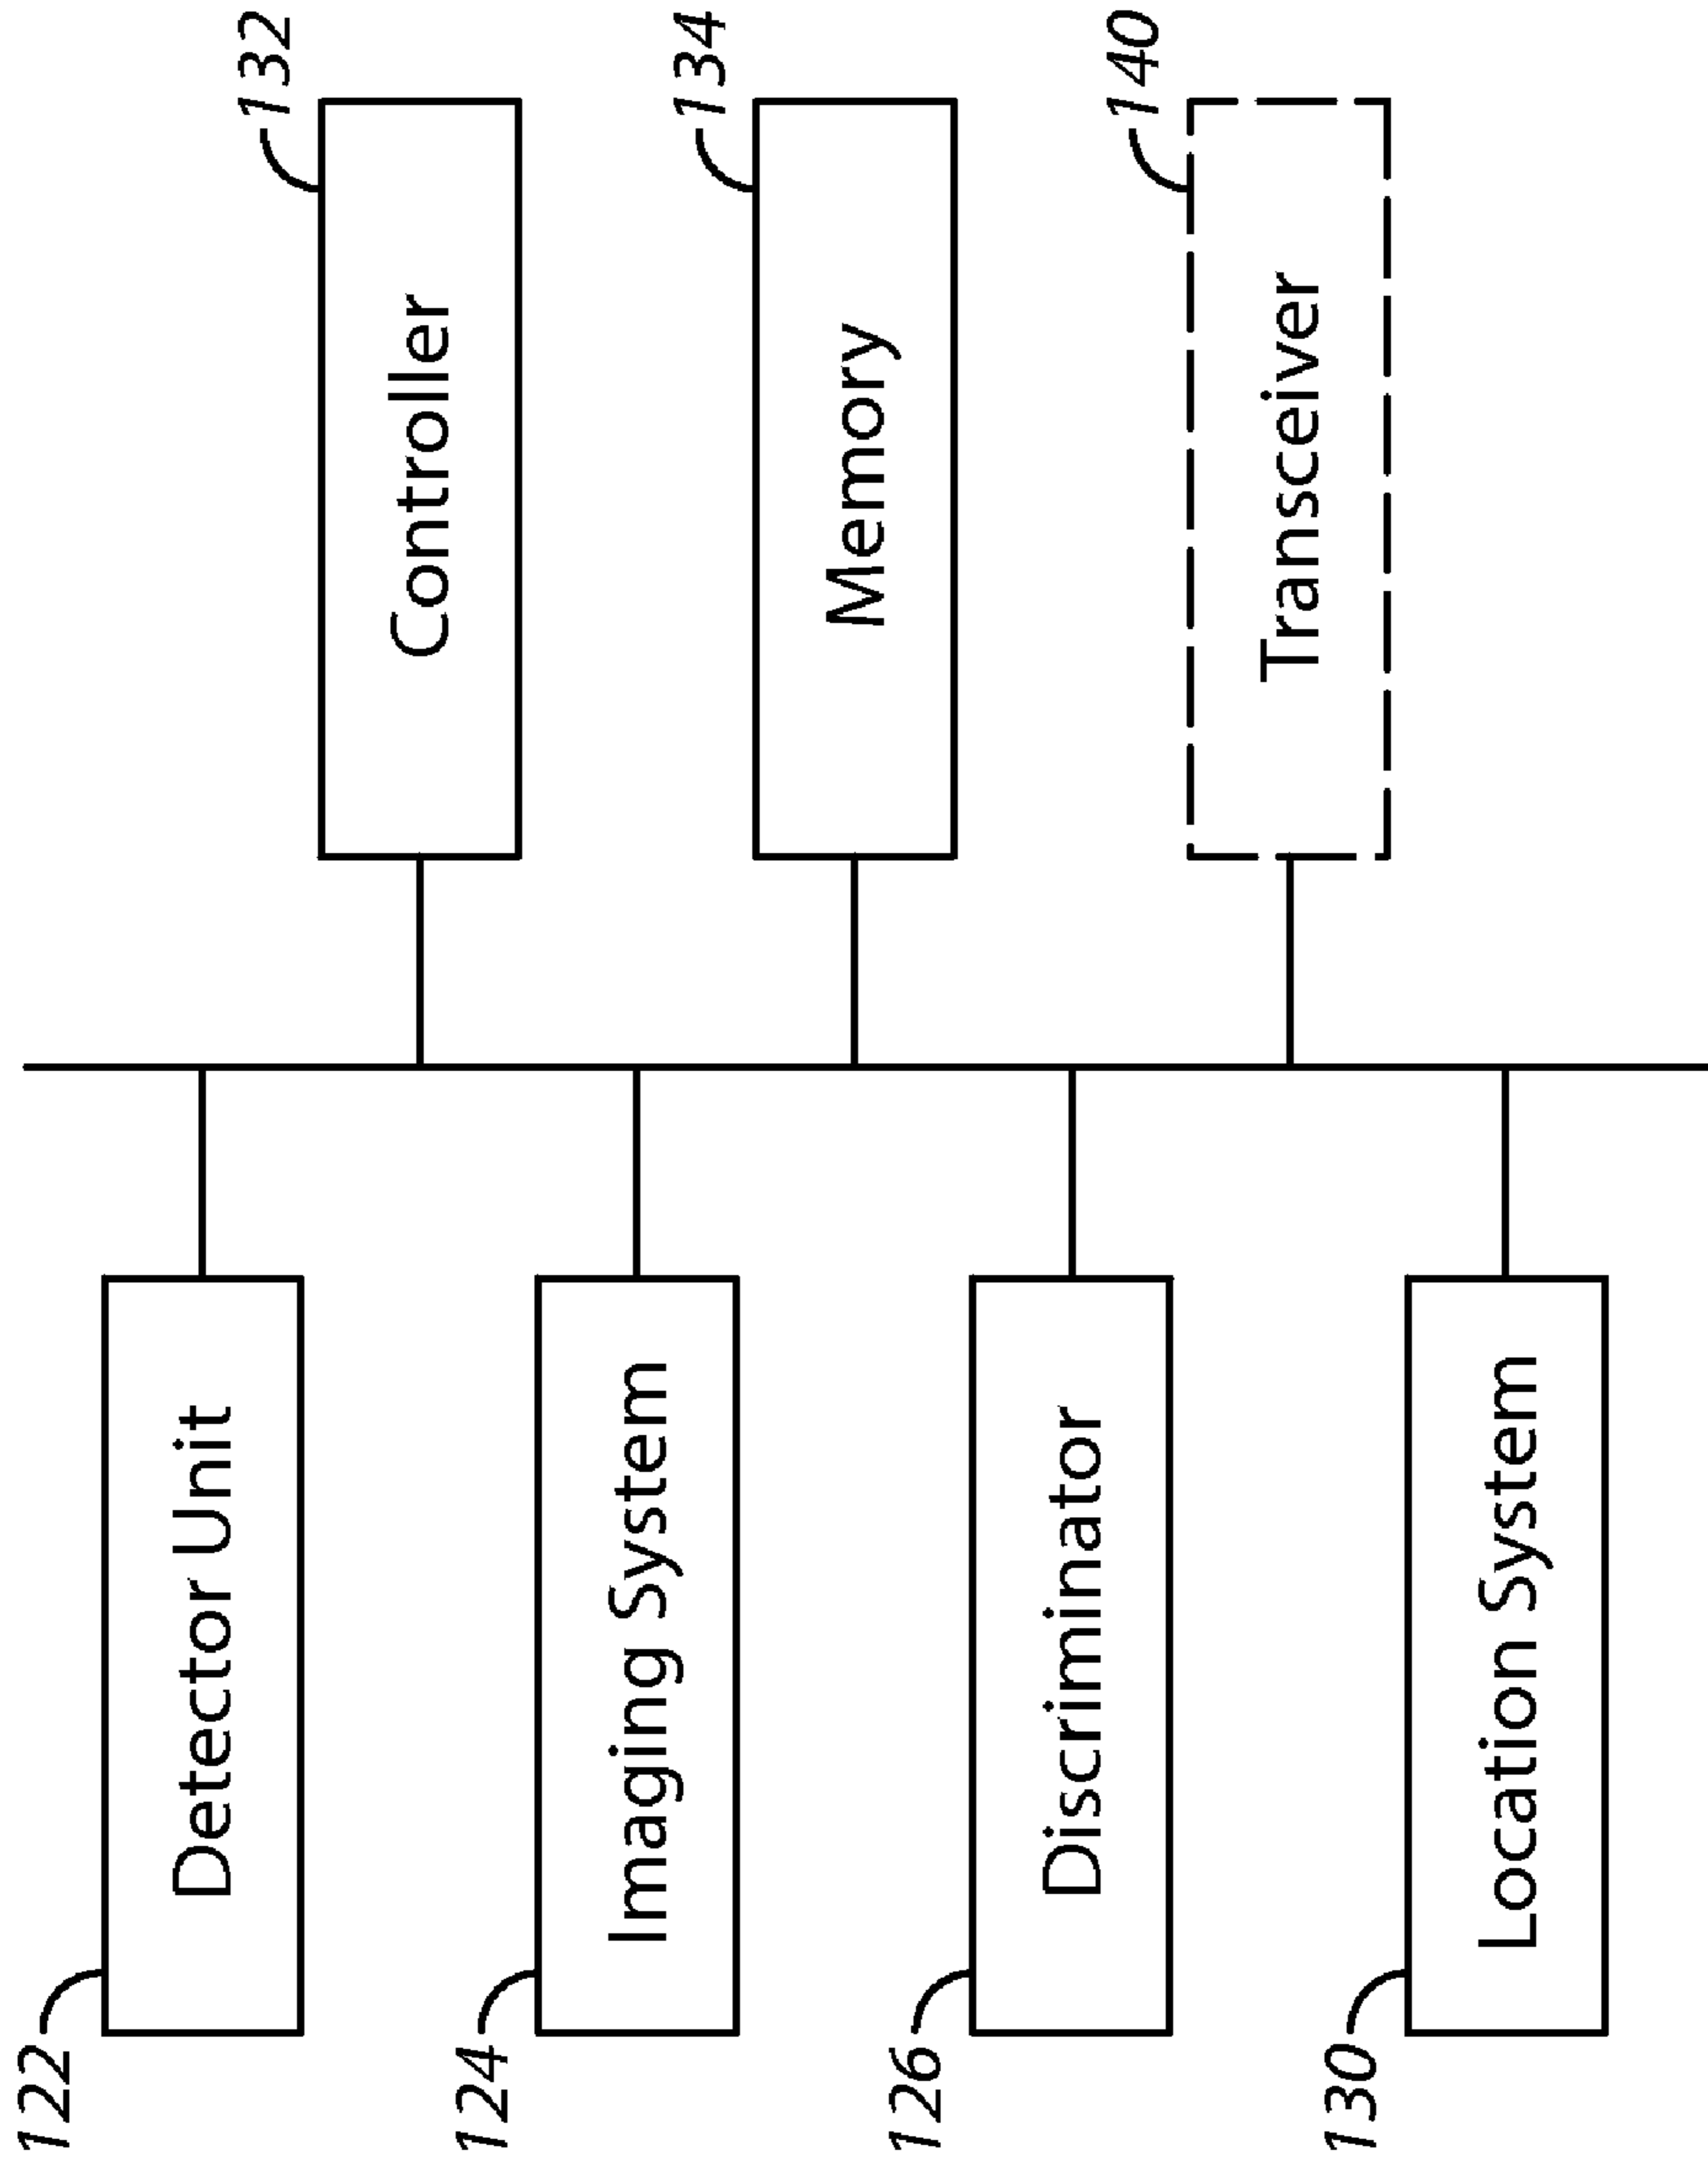 122
Detector Unit
124
Imaging System
126
Discriminator
130
Location System
132
Controller
134
Memory
140
Transceiver